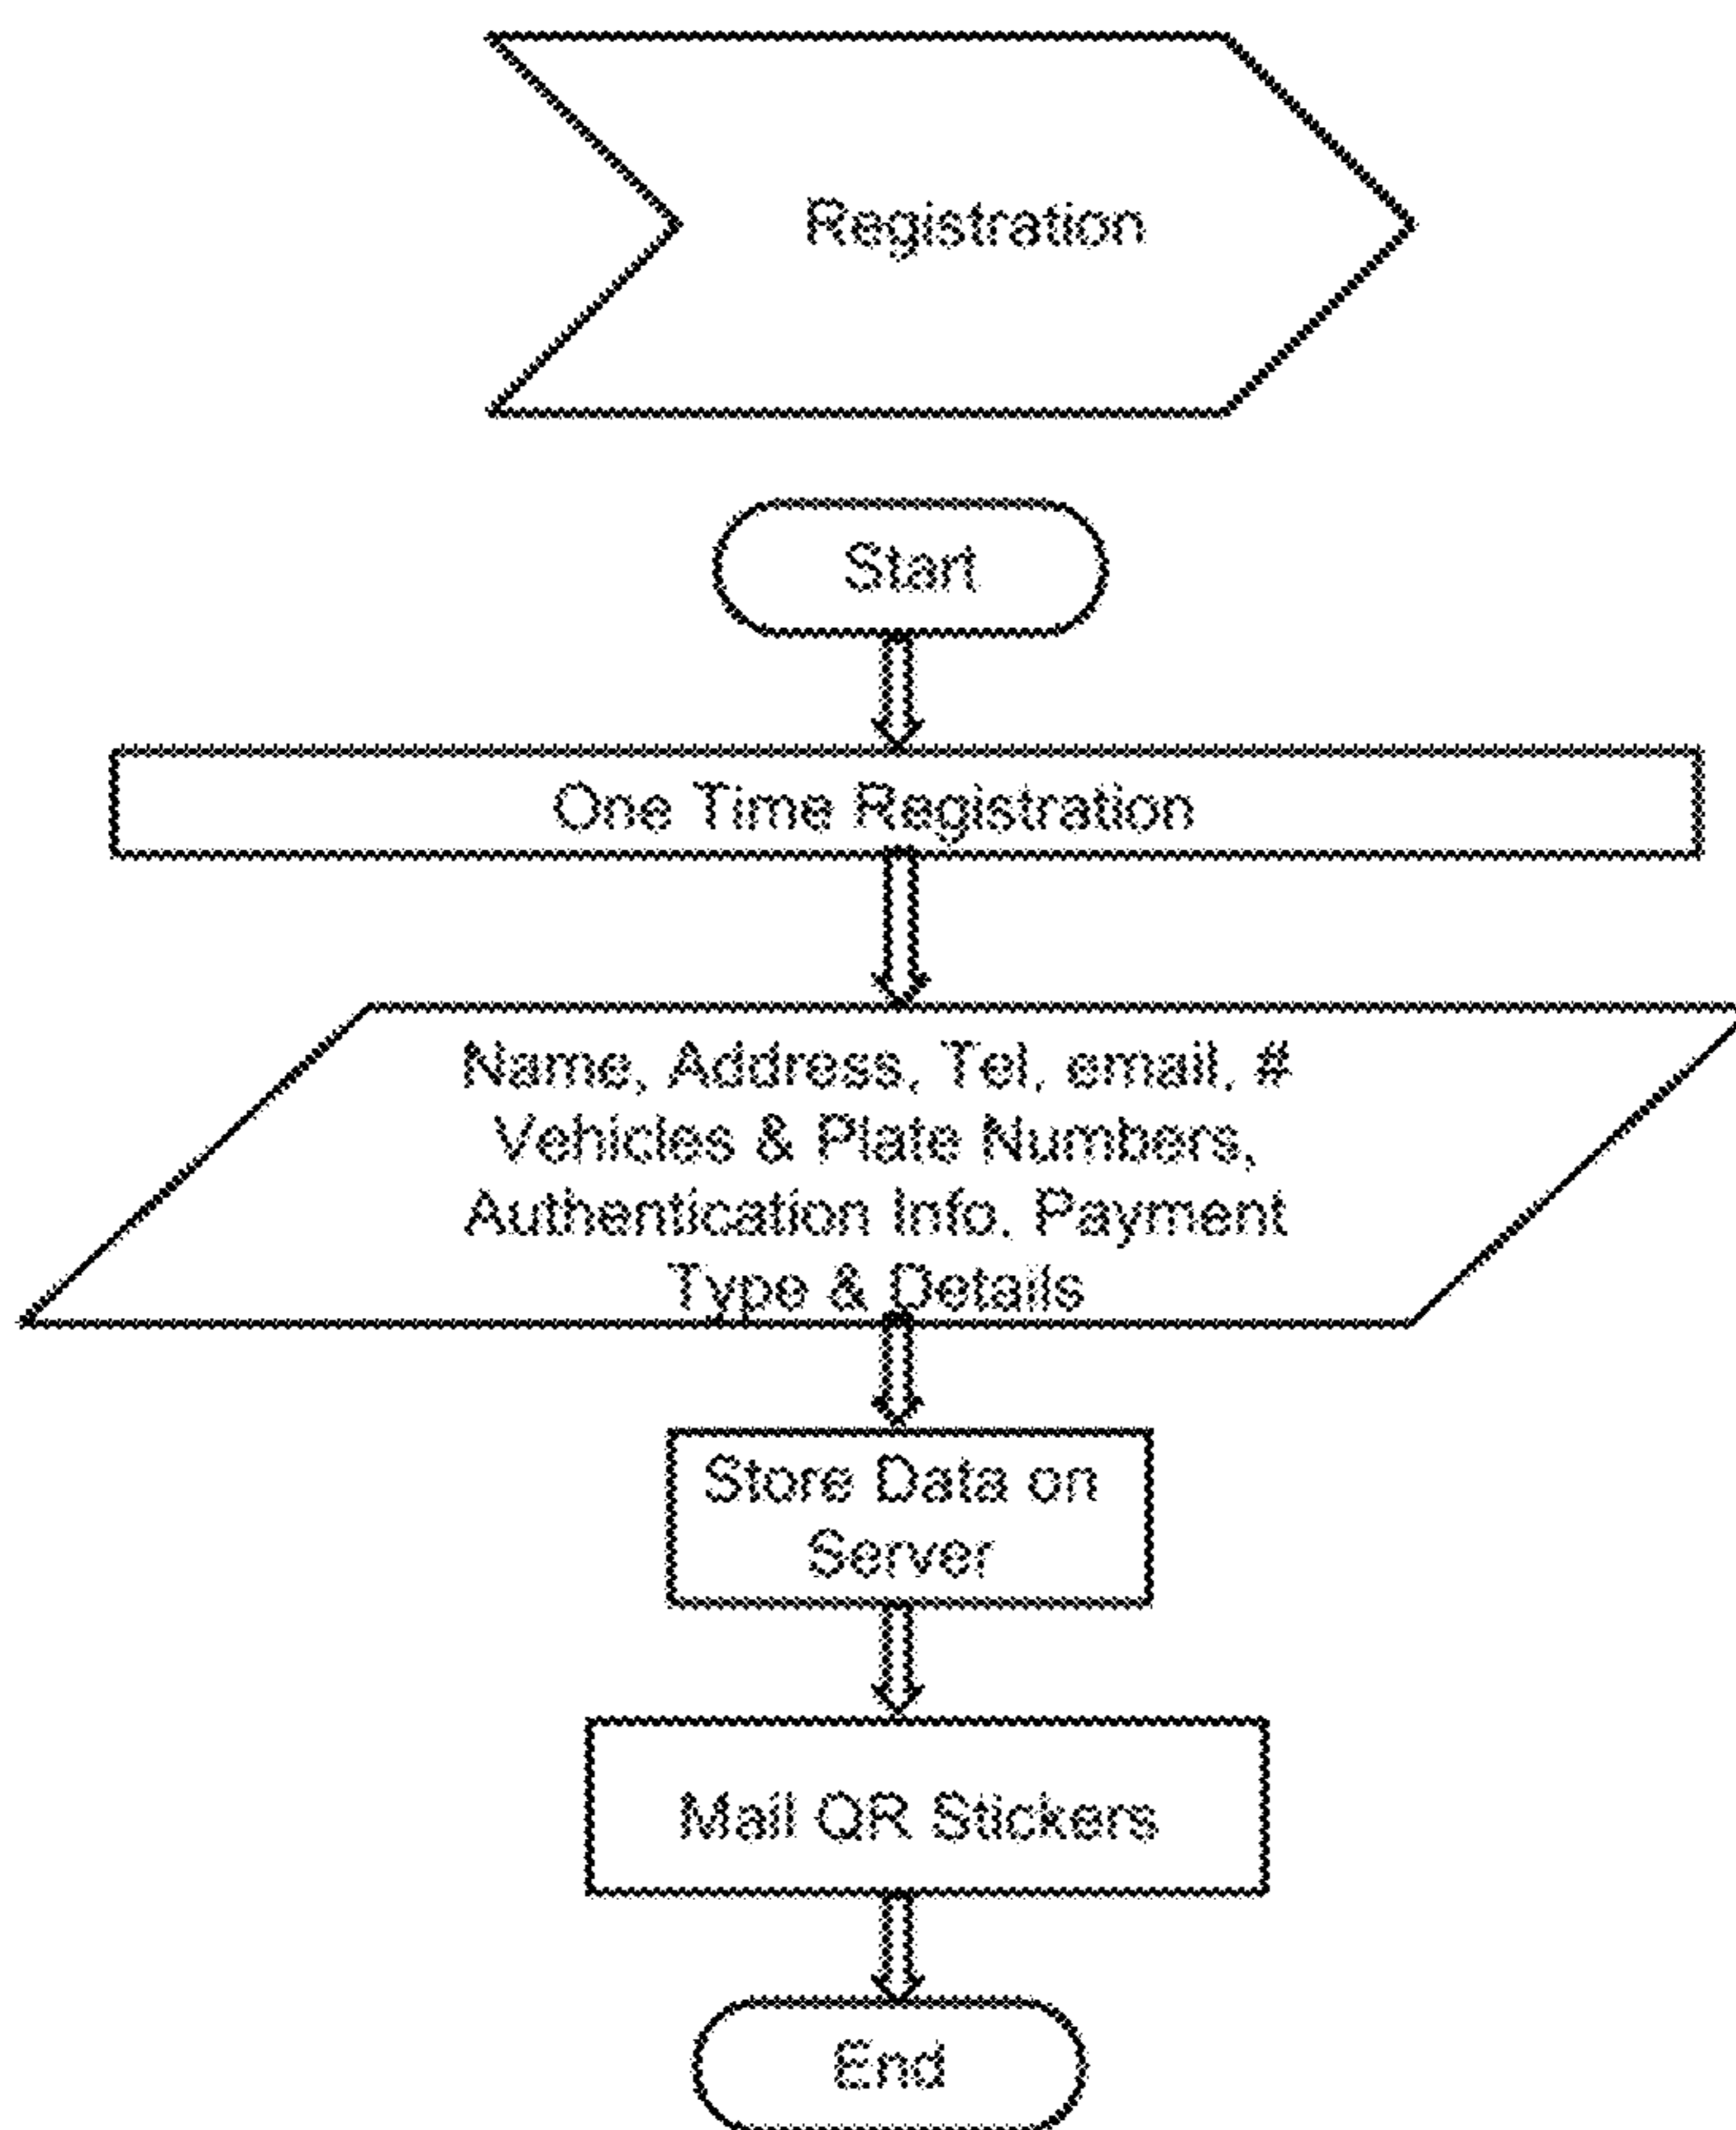 Registration
Start
One Time Registration
Name, Address, Tel, email, #
Vehicles & Plate Numbers,
Authentication Info, Payment
Type & Details
Store Data on
Server
Mail QR Stickers
End